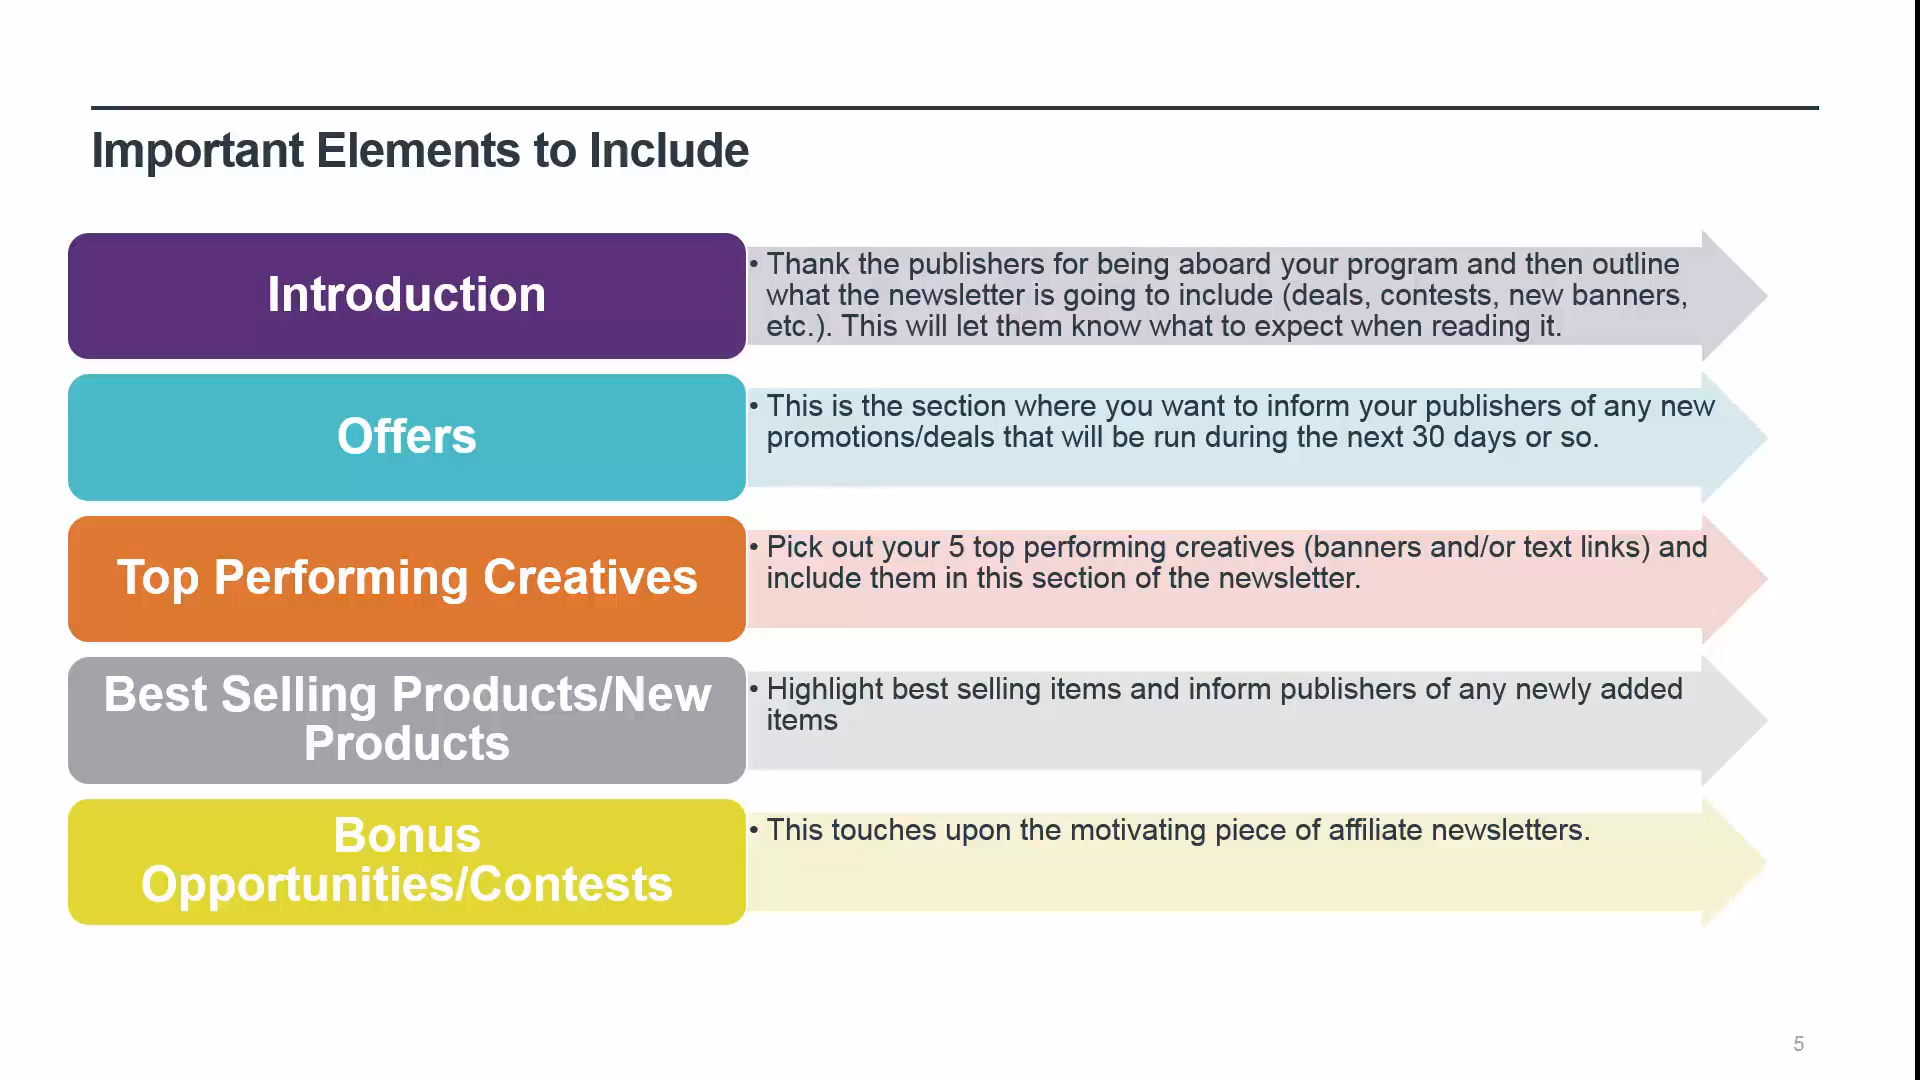 Important Elements to Include
Introduction
• Thank the publishers for being aboard your program and then outline
what the newsletter is going to include (deals, contests, new banners,
etc.). This will let them know what to expect when reading it.
Offers
• This is the section where you want to inform your publishers of any new
promotions/deals that will be run during the next 30 days or so.
Top Performing Creatives
• Pick out your 5 top performing creatives (banners and/or text links) and
include them in this section of the newsletter.
Best Selling Products/New
Products
• Highlight best selling items and inform publishers of any newly added
items
Bonus
Opportunities/Contests
• This touches upon the motivating piece of affiliate newsletters.
5